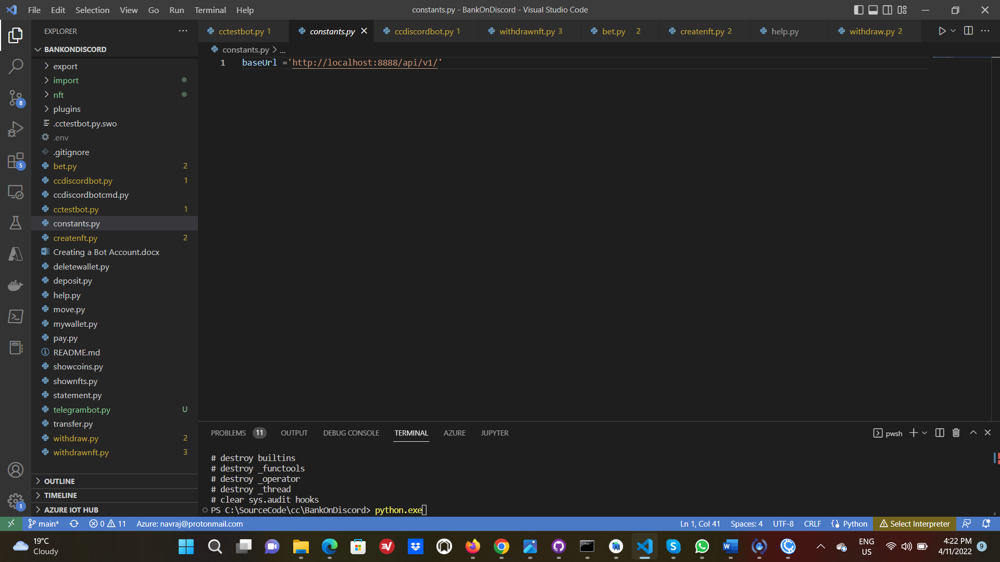 File Edit Selection View Go Run Terminal Help
constants.py - BankOnDiscord - Visual Studio Code
EXPLORER
cctestbot.py 1
constants.py
ccdiscordbot.py 1
withdrawnft.py 3
bet.py 2
createnft.py 2
help.py
withdraw.py 2
BANKONDISCORD
constants.py > ...
1 baseUrl ='http://localhost:8888/api/v1/'
export
import
nft
plugins
.cctestbot.py.swo
.env
.gitignore
bet.py 2
ccdiscordbot.py 1
ccdiscordbotcmd.py
cctestbot.py 1
constants.py
createnft.py 2
Creating a Bot Account.docx
deletewallet.py
deposit.py
help.py
move.py
mywallet.py
pay.py
README.md
showcoins.py
shownfts.py
statement.py
telegrambot.py U
transfer.py
withdraw.py 2
withdrawnft.py 3
OUTLINE
TIMELINE
AZURE IOT HUB
8
5
1
PROBLEMS 11 OUTPUT DEBUG CONSOLE TERMINAL AZURE JUPYTER
pwsh
# destroy builtins
# destroy _functools
# destroy _operator
# destroy _thread
# clear sys.audit hooks
PS C:\SourceCode\cc\BankOnDiscord> python.exe
main* 0 11 Azure: navraj@protonmail.com
Ln 1, Col 41 Spaces: 4 UTF-8 CRLF Python Select Interpreter
19°C
Cloudy
ENG
US
4:22 PM
4/11/2022
9